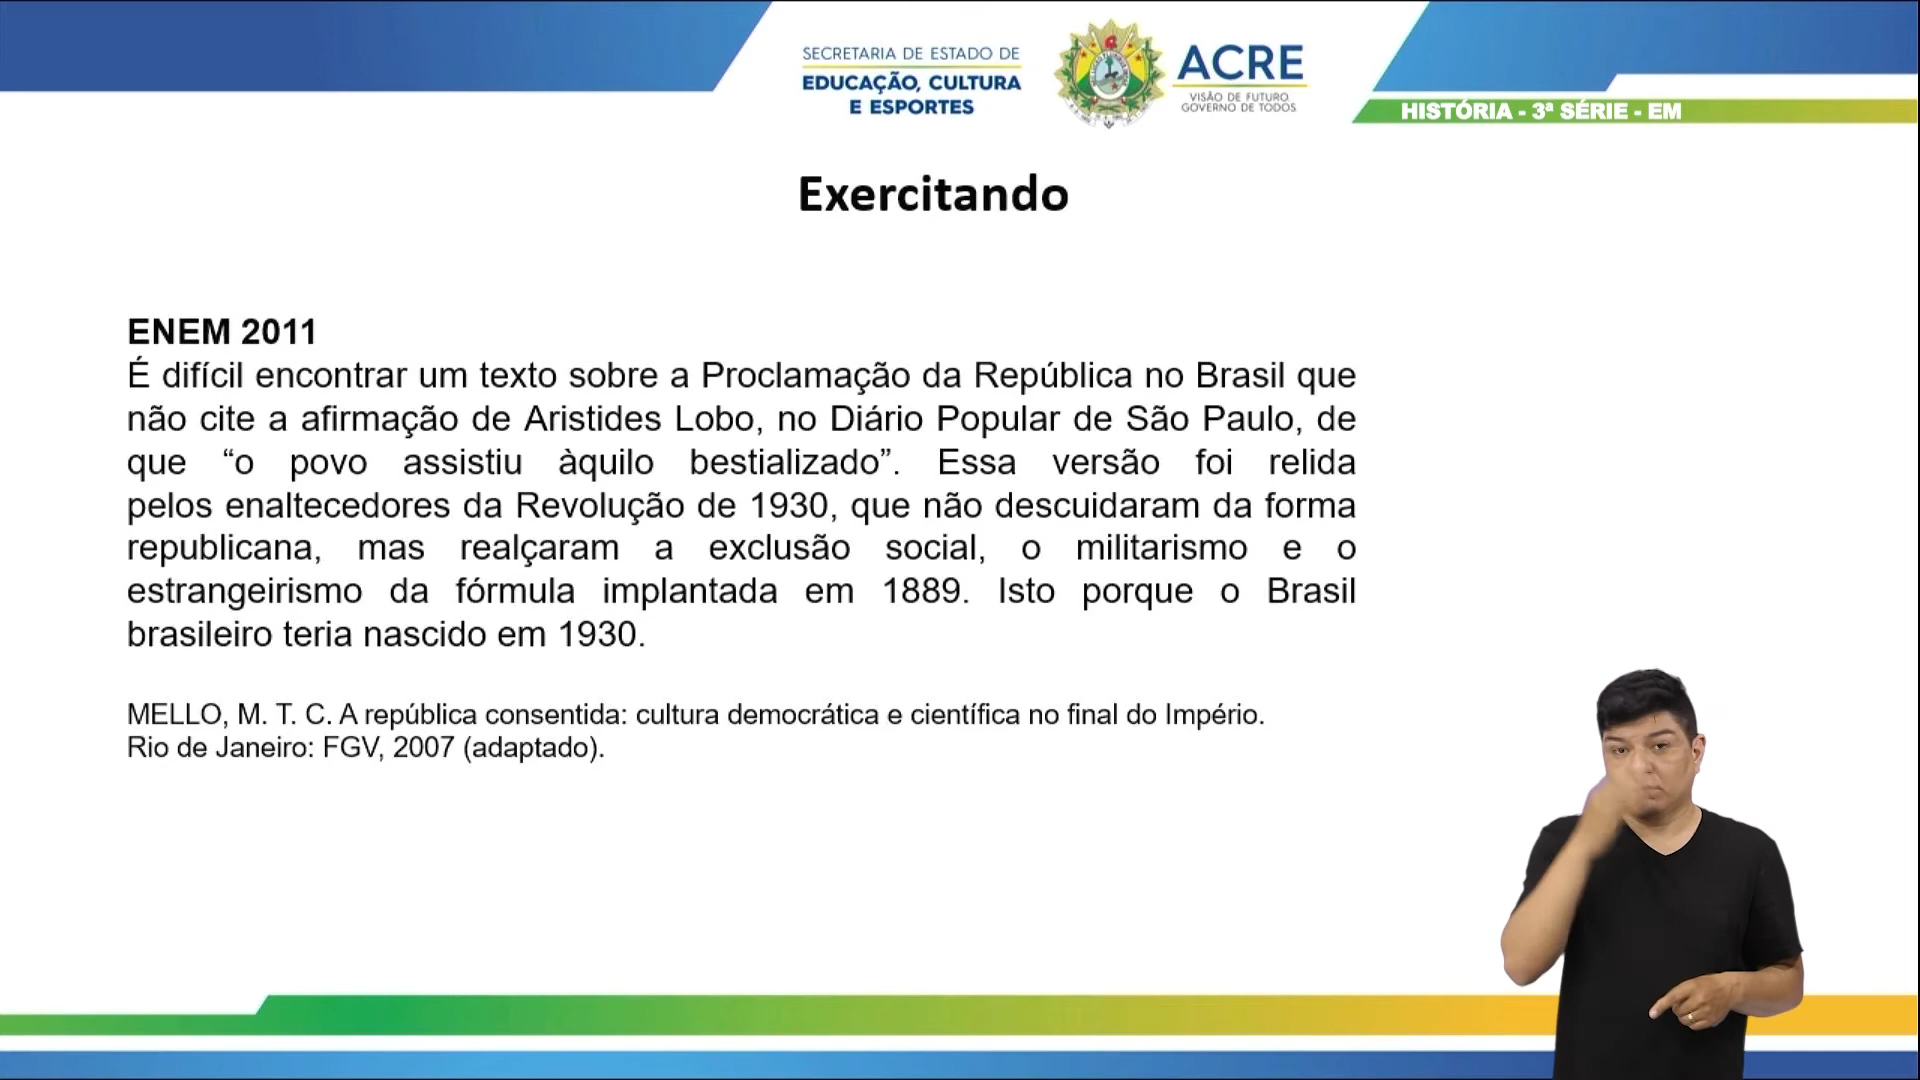 SECRETARIA DE ESTADO DE
EDUCAÇÃO, CULTURA
E ESPORTES
ACRE
VISÃO DE FUTURO
GOVERNO DE TODOS
HISTÓRIA - 3ª SÉRIE - EM
Exercitando
ENEM 2011
É difícil encontrar um texto sobre a Proclamação da República no Brasil que
não cite a afirmação de Aristides Lobo, no Diário Popular de São Paulo, de
que “o povo assistiu àquilo bestializado”. Essa versão foi relida
pelos enaltecedores da Revolução de 1930, que não descuidaram da forma
republicana, mas realçaram a exclusão social, o militarismo e o
estrangeirismo da fórmula implantada em 1889. Isto porque o Brasil
brasileiro teria nascido em 1930.
MELLO, M. T. C. A república consentida: cultura democrática e científica no final do Império.
Rio de Janeiro: FGV, 2007 (adaptado).